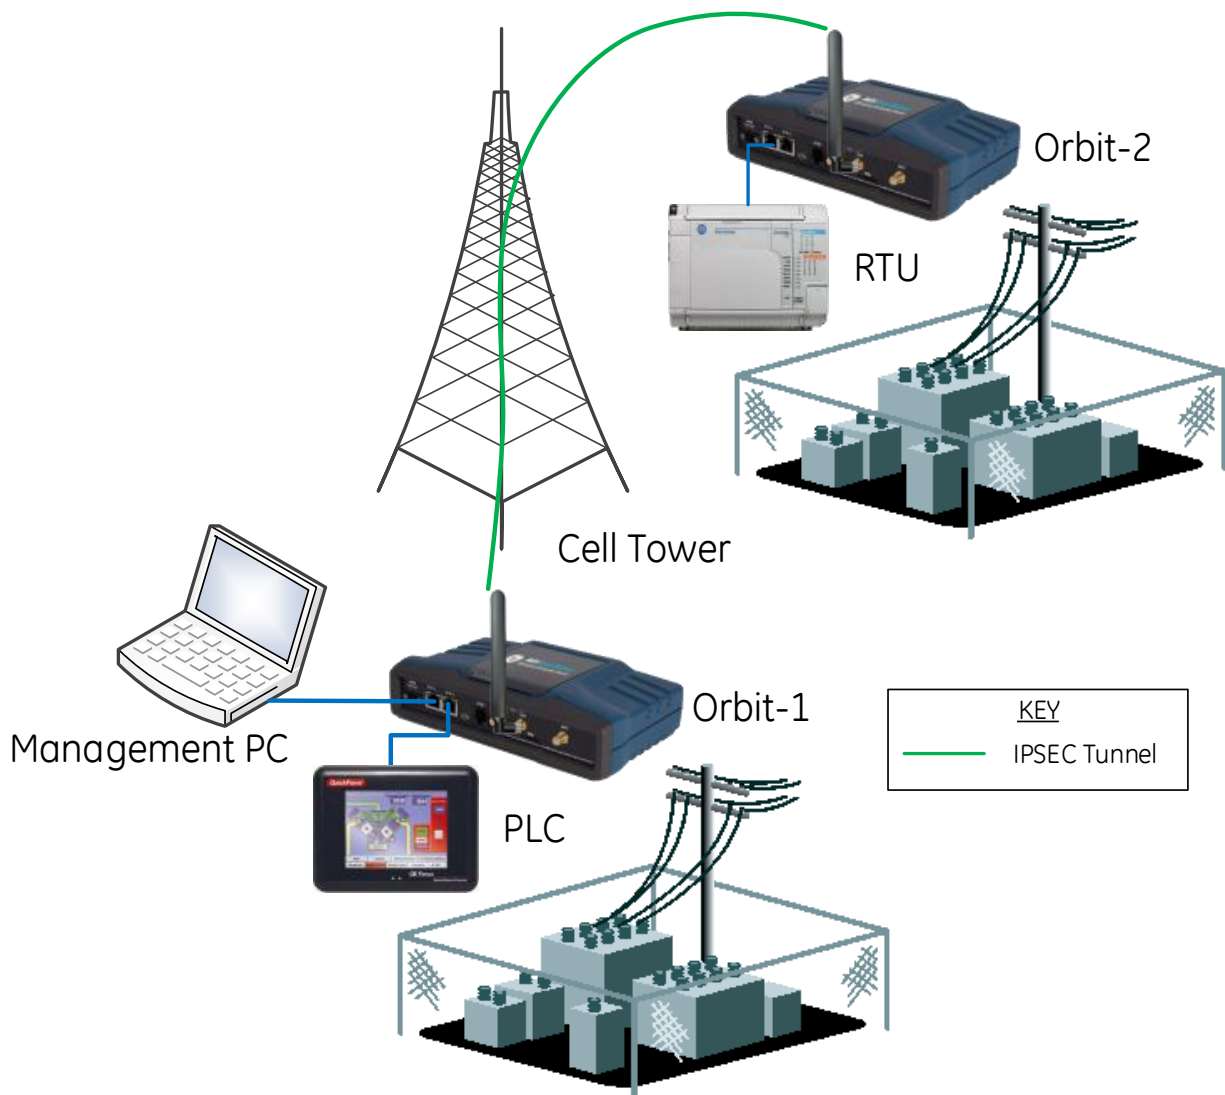 Orbit-2
RTU
Cell Tower
Orbit-1
Management PC
PLC
KEY
IPSEC Tunnel